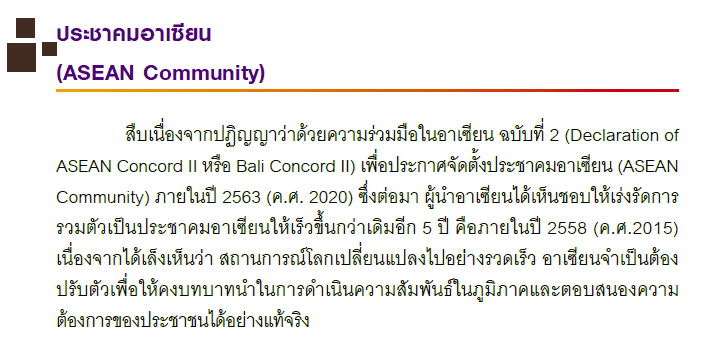 ประชาคมอาเซียน
(ASEAN Community)
สืบเนื่องจากปฏิญญาว่าด้วยความร่วมมือในอาเซียน ฉบับที่ 2 (Declaration of
ASEAN Concord II หรือ Bali Concord II) เพื่อประกาศจัดตั้งประชาคมอาเซียน (ASEAN
Community) ภายในปี 2563 (ค.ศ. 2020) ซึ่งต่อมา ผู้นำอาเซียนได้เห็นชอบให้เร่งรัดการ
รวมตัวเป็นประชาคมอาเซียนให้เร็วขึ้นกว่าเดิมอีก 5 ปี คือภายในปี 2558 (ค.ศ.2015)
เนื่องจากได้เล็งเห็นว่า สถานการณ์โลกเปลี่ยนแปลงไปอย่างรวดเร็ว อาเซียนจำเป็นต้อง
ปรับตัวเพื่อให้คงบทบาทนำในการดำเนินความสัมพันธ์ในภูมิภาคและตอบสนองความ
ต้องการของประชาชนได้อย่างแท้จริง